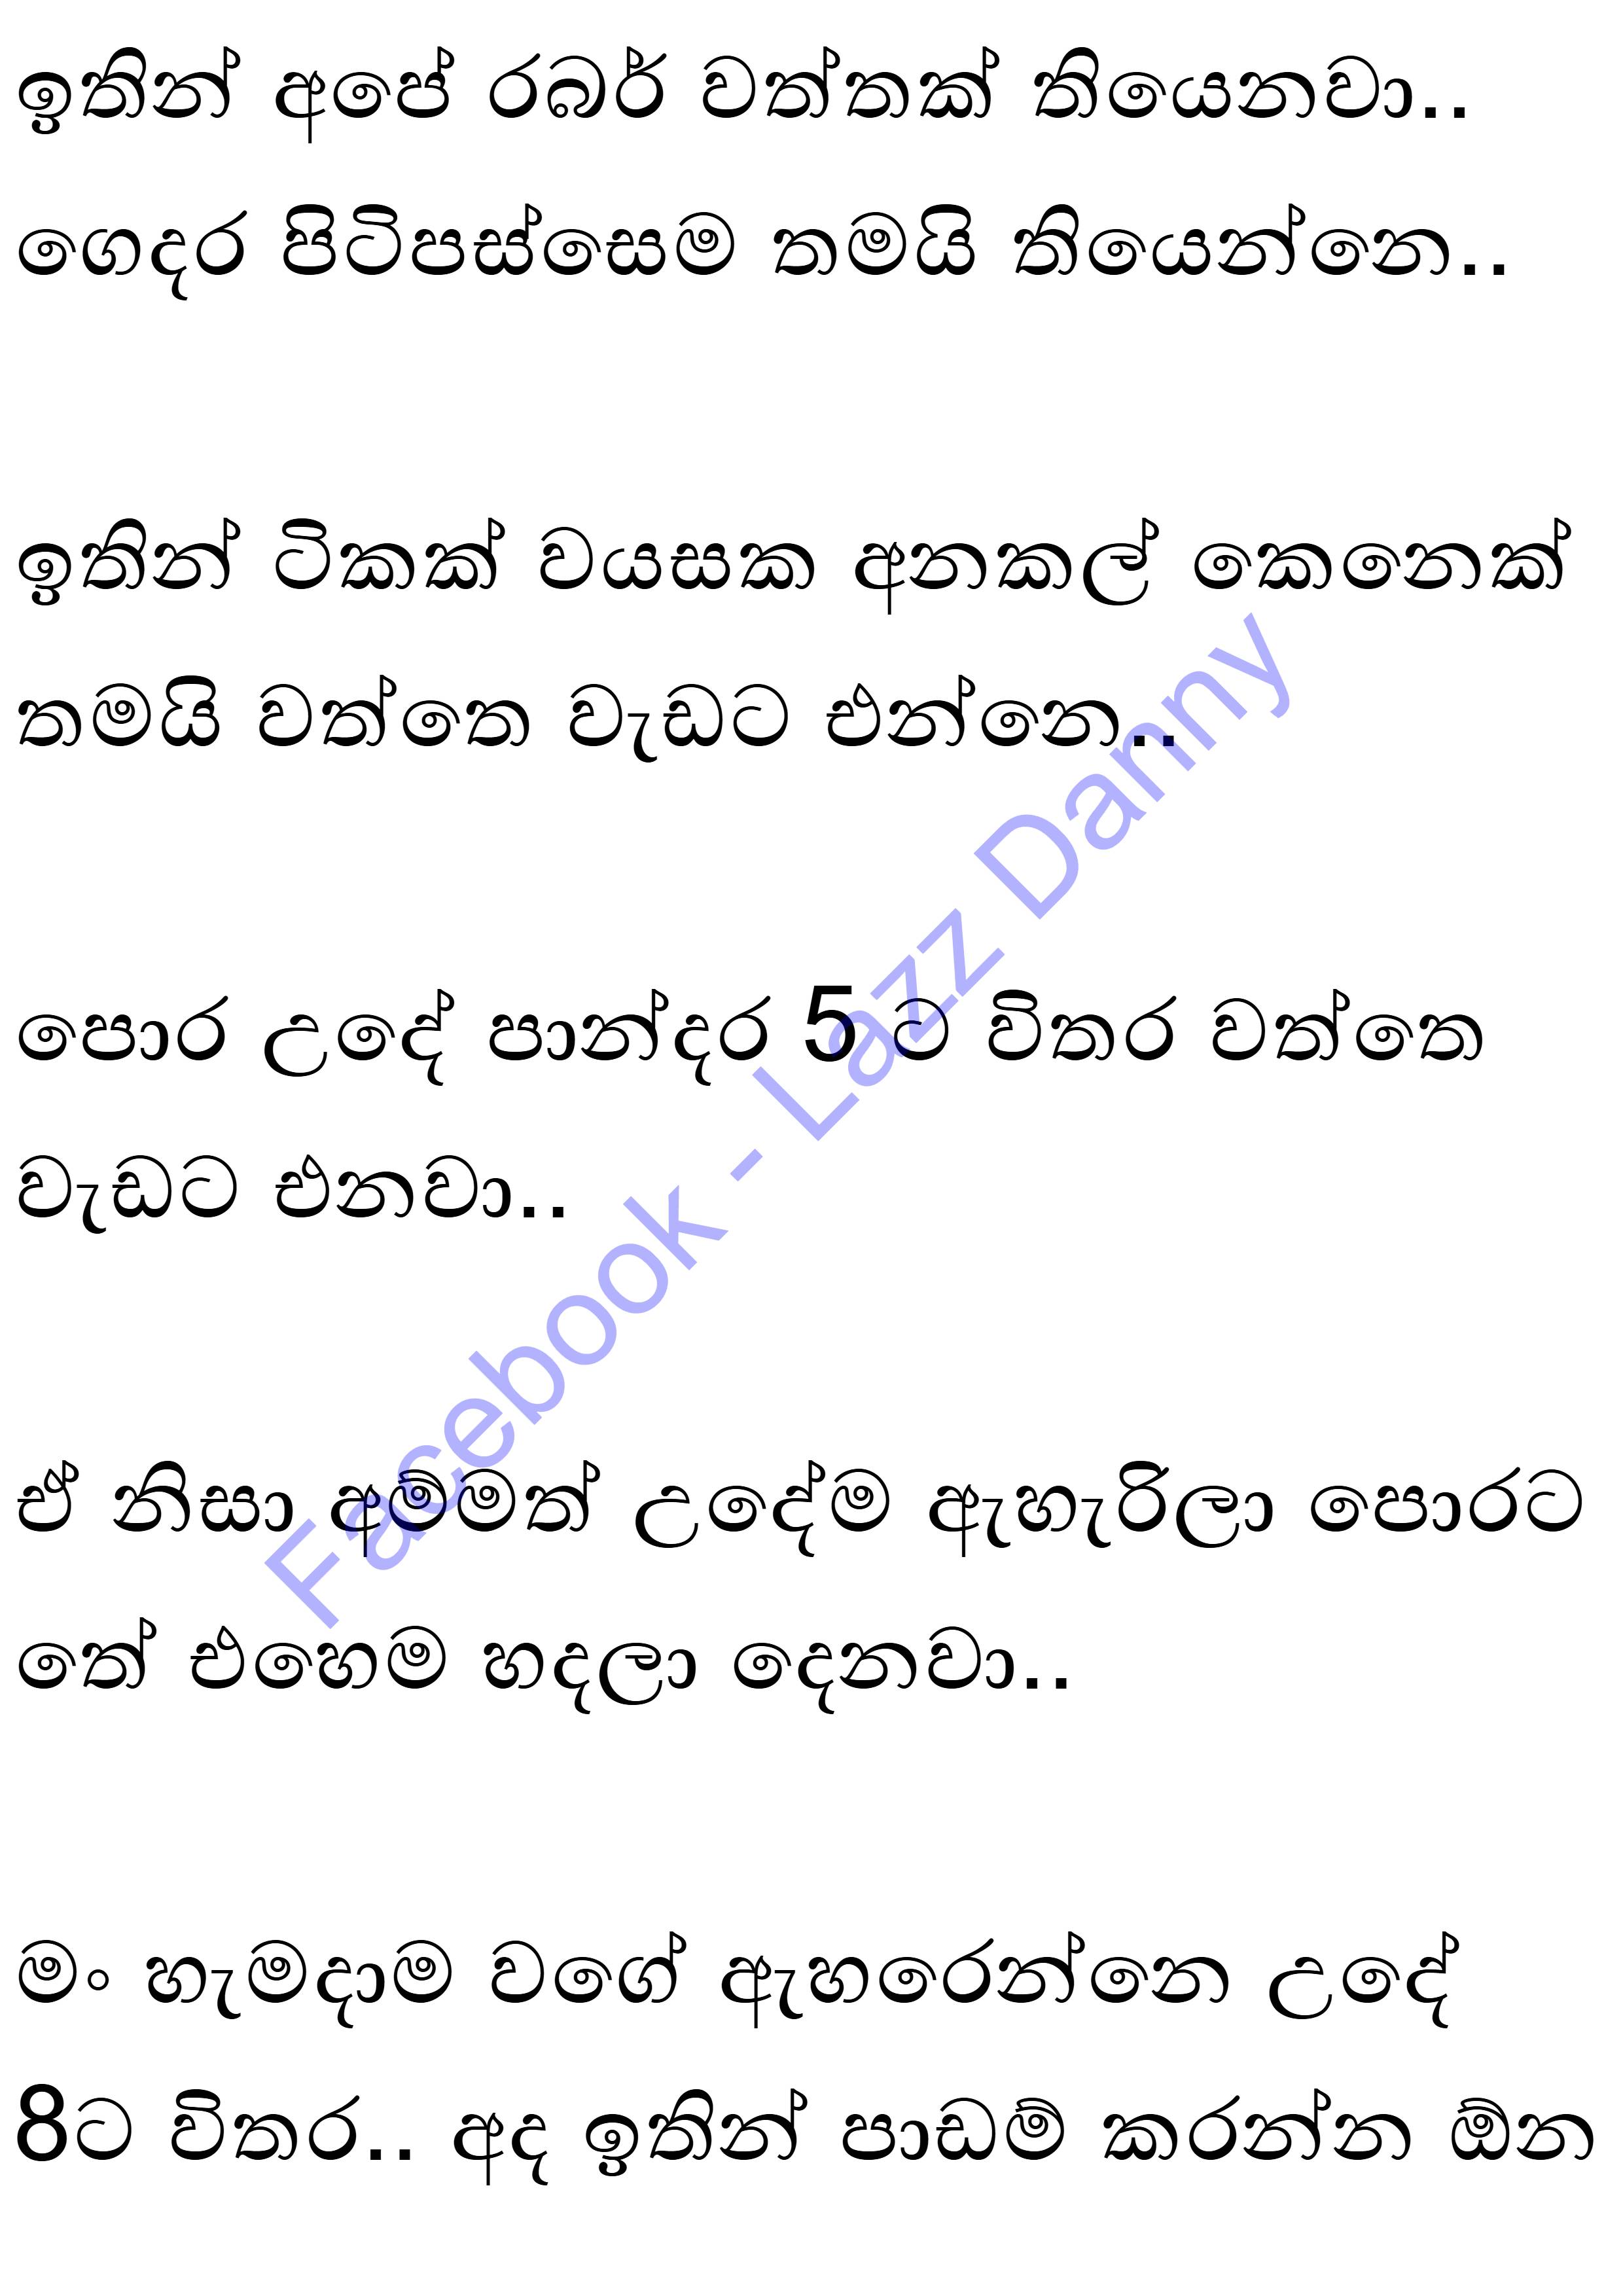 ඉතින් අපේ රබර් වත්තක් තියෙනවා..
ගෙදර පිටිපස්සෙම තමයි තියෙන්නෙ..
ඉතින් ටිකක් වයසක අනකල් කෙනෙක්
තමයි වත්තෙ වැඩට එන්නෙ..
පොර උදේ පාන්දර 5 ට විතර වත්තෙ
වැඩට එනවා..
ඒ නිසා අම්මත් උදේම ඇහැරිලා පොරට
තේ එහෙම හදලා දෙනවා..
මං හැමදාම වගේ ඇහරෙන්නෙ උදේ
8ට විතර.. අද ඉතින් පාඩම් කරන්න ඕන
Facebook - Lazz Danny